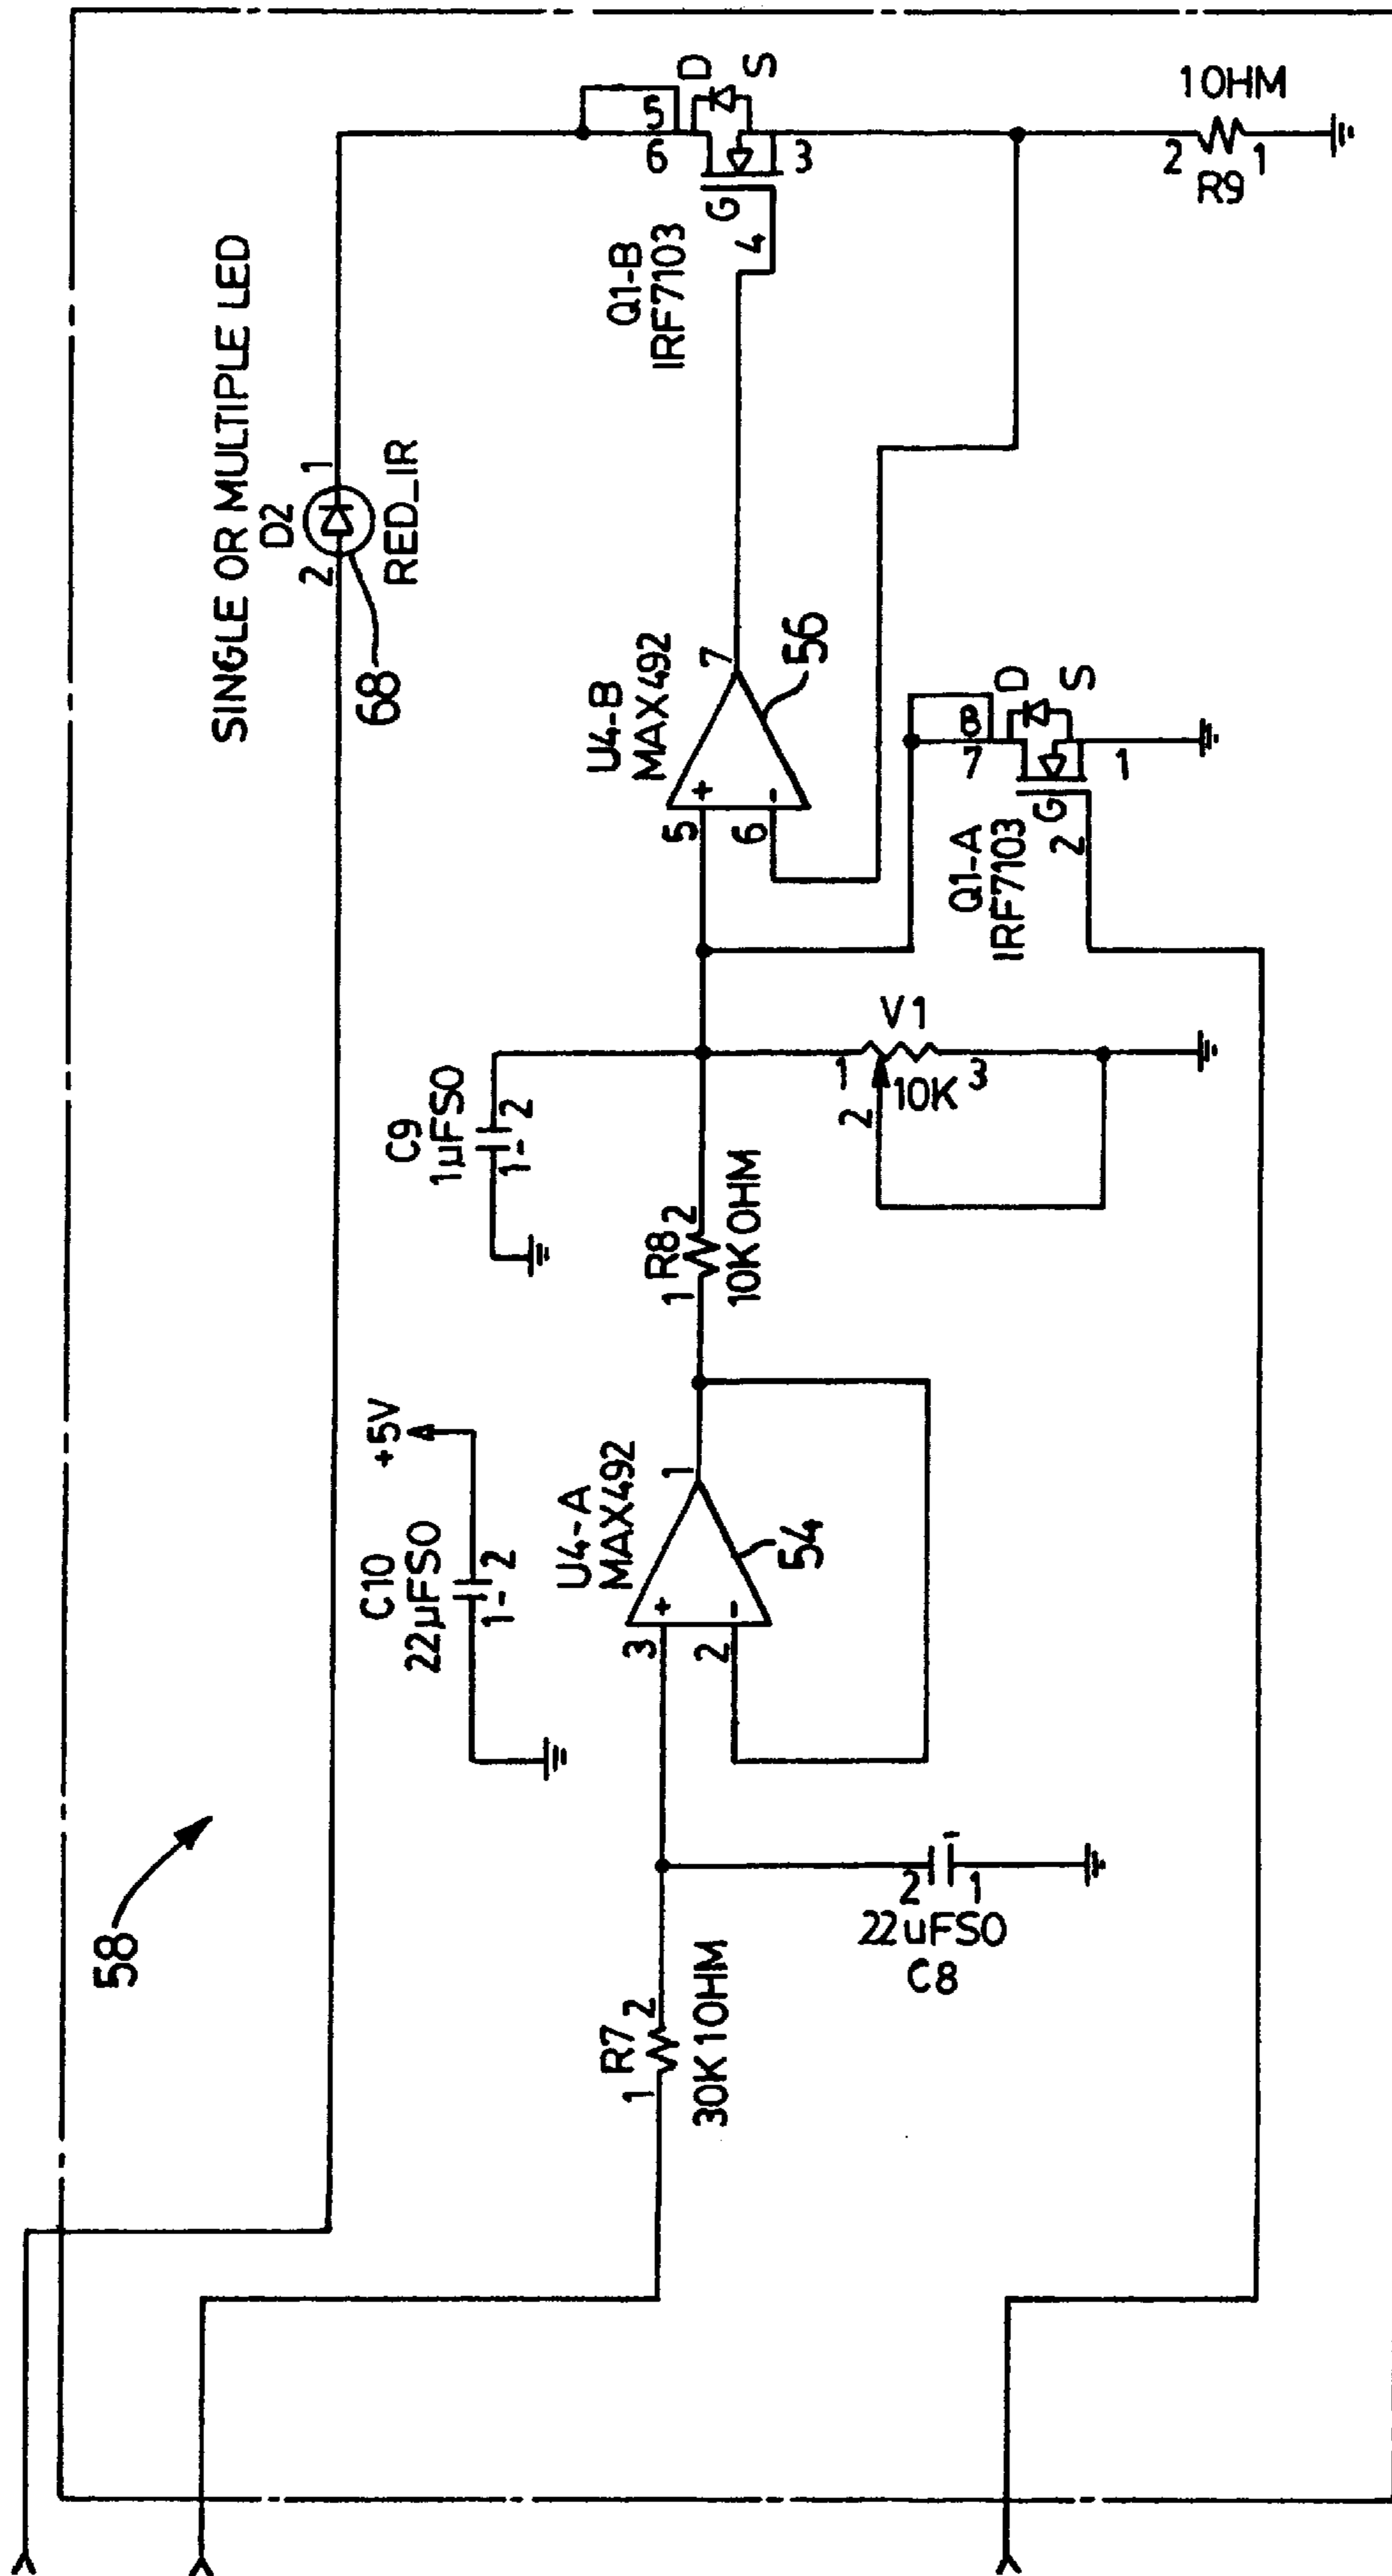 58
SINGLE OR MULTIPLE LED
D2
2
1
RED_IR
68
C10
22µFSO
1-
2
+5V
C9
1µFSO
1-
2
Q1-B
IRF7103
G
4
5
6
D
S
3
1OHM
2
1
R9
R7
1
2
30K1OHM
2
1
-
22uFSO
C8
U4-A
MAX492
3
+
2
-
1
54
R8
1
2
10KOHM
V1
1
2
10K
3
U4-B
MAX492
5
+
6
-
7
56
Q1-A
IRF7103
G
2
8
7
D
S
1